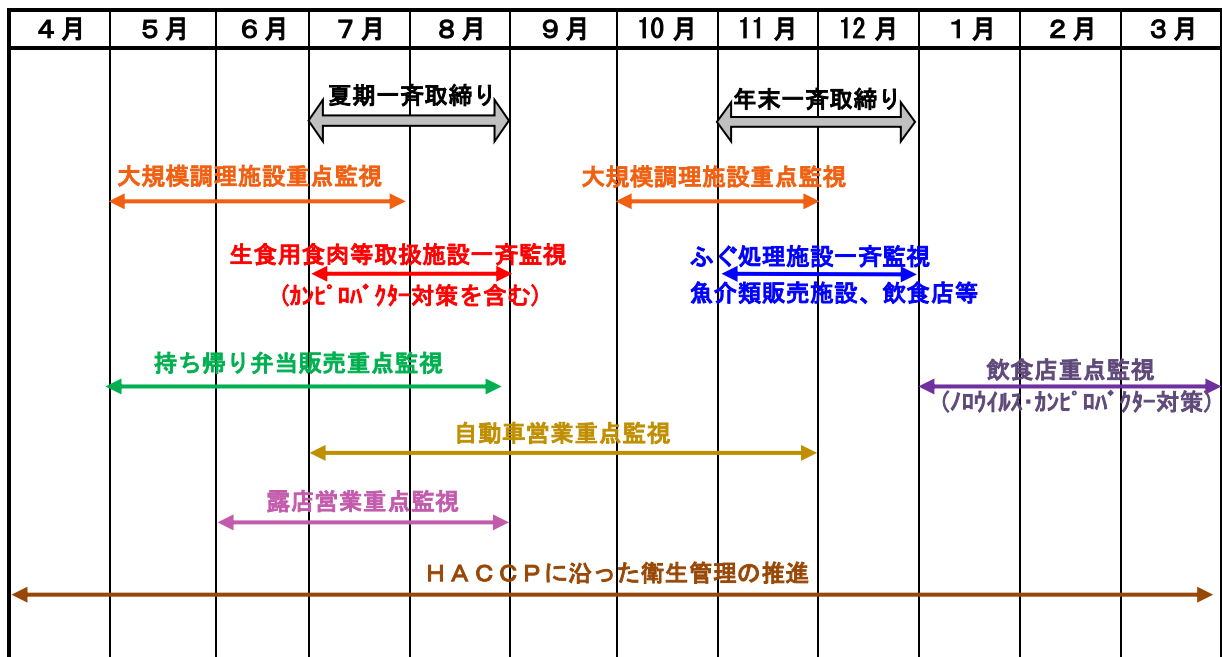 ４月 ５月 ６月 ７月 ８月 ９月 10月 11月 12月 １月 ２月 ３月
夏期一斉取締り 年末一斉取締り
大規模調理施設重点監視 大規模調理施設重点監視
生食用食肉等取扱施設一斉監視
(ｶﾝﾋﾟﾛﾊﾞｸﾀｰ対策を含む)
ふぐ処理施設一斉監視
魚介類販売施設、飲食店等
持ち帰り弁当販売重点監視
飲食店重点監視
(ﾉﾛｳｲﾙｽ･ｶﾝﾋﾟﾛﾊﾞｸﾀｰ対策)
自動車営業重点監視
露店営業重点監視
ＨＡＣＣＰに沿った衛生管理の推進